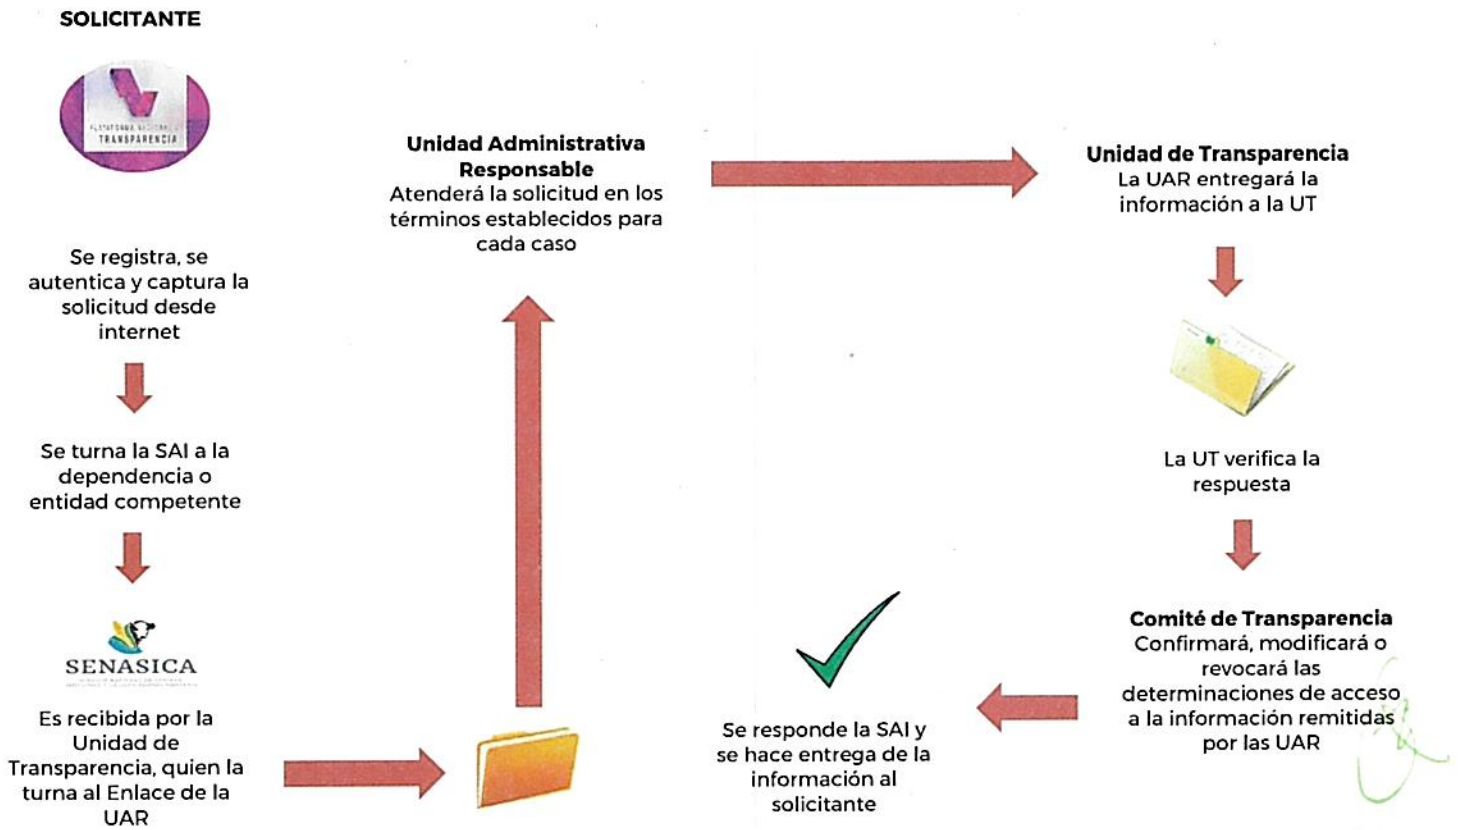 SOLICITANTE
PLATAFORMA NACIONAL DE
TRANSPARENCIA
Se registra, se
autentica y captura la
solicitud desde
internet
Se turna la SAI a la
dependencia o
entidad competente
SENASICA
Es recibida por la
Unidad de
Transparencia, quien la
turna al Enlace de la
UAR
Unidad Administrativa
Responsable
Atenderá la solicitud en los
términos establecidos para
cada caso
Unidad de Transparencia
La UAR entregará la
información a la UT
La UT verifica la
respuesta
Comité de Transparencia
Confirmará, modificará o
revocará las
determinaciones de acceso
a la información remitidas
por las UAR
Se responde la SAI y
se hace entrega de la
información al
solicitante